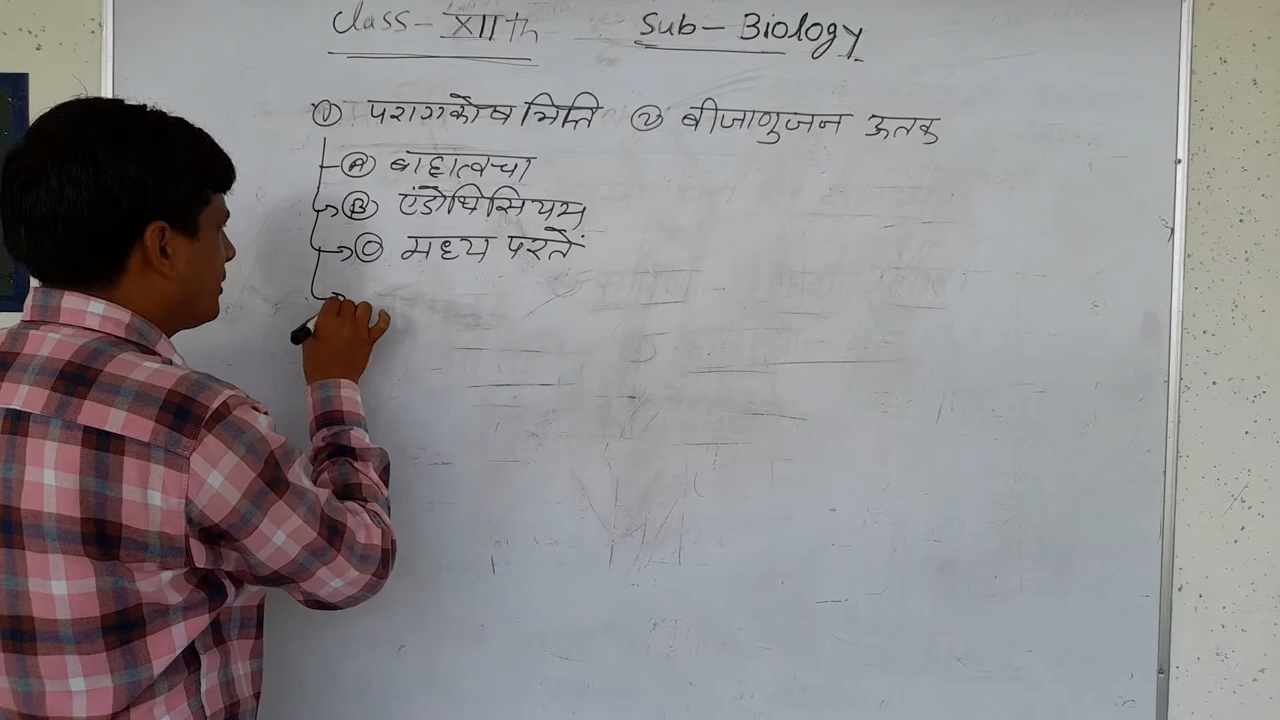 Class- XIIth Sub- Biology
① परागकोष भित्ति ② बीजाणुजन ऊतक
Ⓐ बाह्यत्वचा
Ⓑ एंडोथिसियम
Ⓒ मध्य परतें